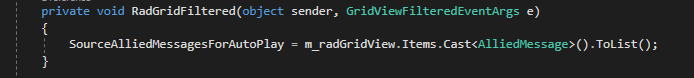 private void RadGridFiltered(object sender, GridViewFilteredEventArgs e)
{
SourceAlliedMessagesForAutoPlay = m_radGridView.Items.Cast<AlliedMessage>().ToList();
}